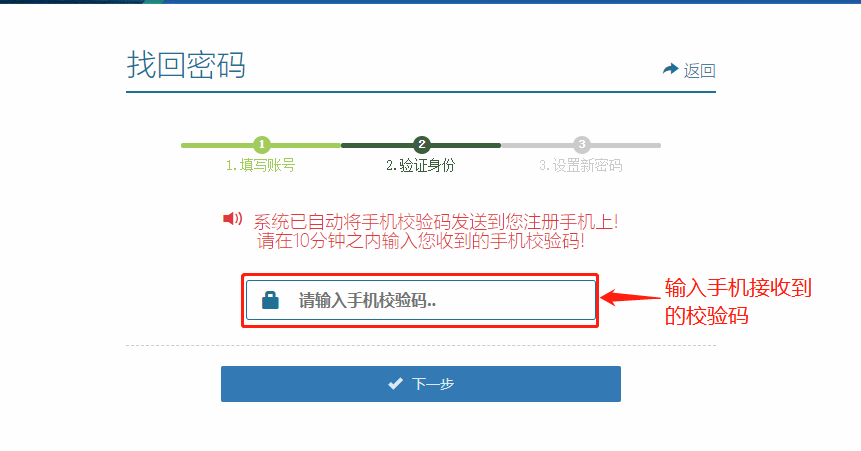 找回密码
返回
1 2 3
1.填写账号 2.验证身份 3.设置新密码
系统已自动将手机校验码发送到您注册手机上!
请在10分钟之内输入您收到的手机校验码!
请输入手机校验码..
输入手机接收到
的校验码
下一步